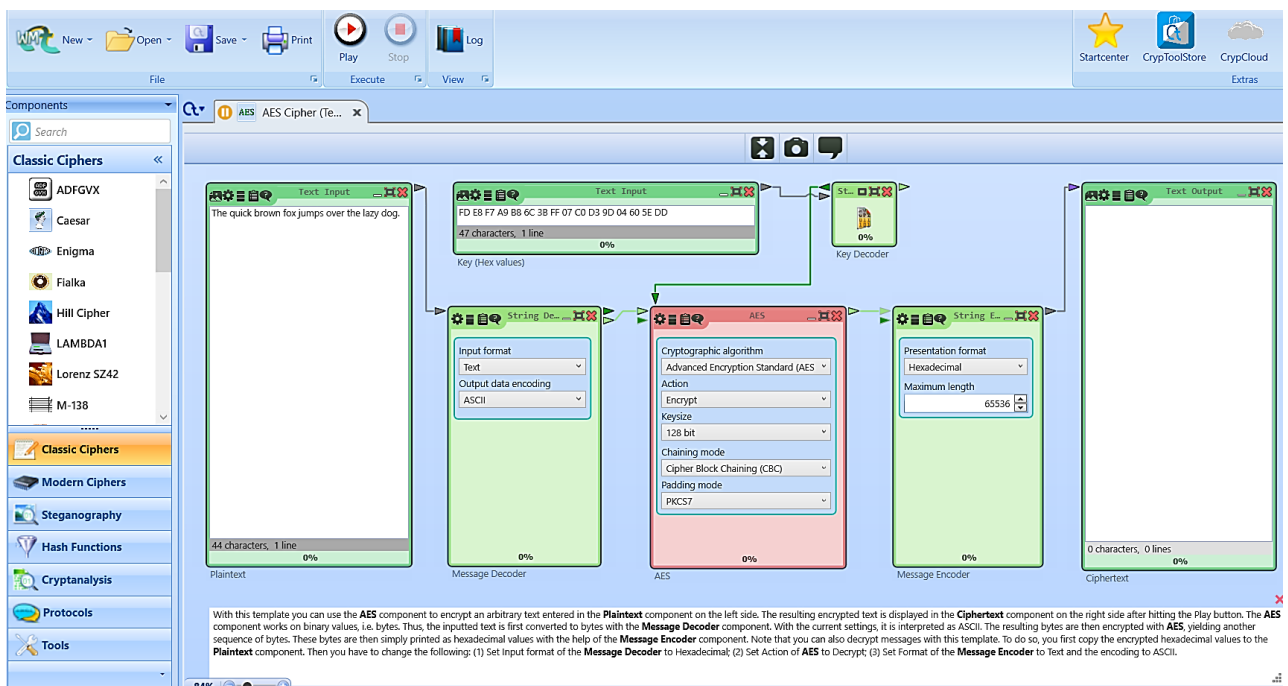 New
Open
Save
Print
Play
Stop
Log
Startcenter
CrypToolStore
CrypCloud
File
Execute
View
Extras
Components
AES AES Cipher (Te...
Search
Classic Ciphers
ADFGVX
Caesar
Enigma
Fialka
Hill Cipher
LAMBDA1
Lorenz SZ42
M-138
Classic Ciphers
Modern Ciphers
Steganography
Hash Functions
Cryptanalysis
Protocols
Tools
Text Input
The quick brown fox jumps over the lazy dog.
44 characters, 1 line
0%
Plaintext
Text Input
FD E8 F7 A9 B8 6C 3B FF 07 C0 D3 9D 04 60 5E DD
47 characters, 1 line
0%
Key (Hex values)
St...
0%
Key Decoder
String De...
Input format
Text
Output data encoding
ASCII
0%
Message Decoder
AES
Cryptographic algorithm
Advanced Encryption Standard (AES
Action
Encrypt
Keysize
128 bit
Chaining mode
Cipher Block Chaining (CBC)
Padding mode
PKCS7
0%
AES
String E...
Presentation format
Hexadecimal
Maximum length
65536
0%
Message Encoder
Text Output
0 characters, 0 lines
0%
Ciphertext
With this template you can use the AES component to encrypt an arbitrary text entered in the Plaintext component on the left side. The resulting encrypted text is displayed in the Ciphertext component on the right side after hitting the Play button. The AES
component works on binary values, i.e. bytes. Thus, the inputted text is first converted to bytes with the Message Decoder component. With the current settings, it is interpreted as ASCII. The resulting bytes are then encrypted with AES, yielding another
sequence of bytes. These bytes are then simply printed as hexadecimal values with the help of the Message Encoder component. Note that you can also decrypt messages with this template. To do so, you first copy the encrypted hexadecimal values to the
Plaintext component. Then you have to change the following: (1) Set Input format of the Message Decoder to Hexadecimal; (2) Set Action of AES to Decrypt; (3) Set Format of the Message Encoder to Text and the encoding to ASCII.